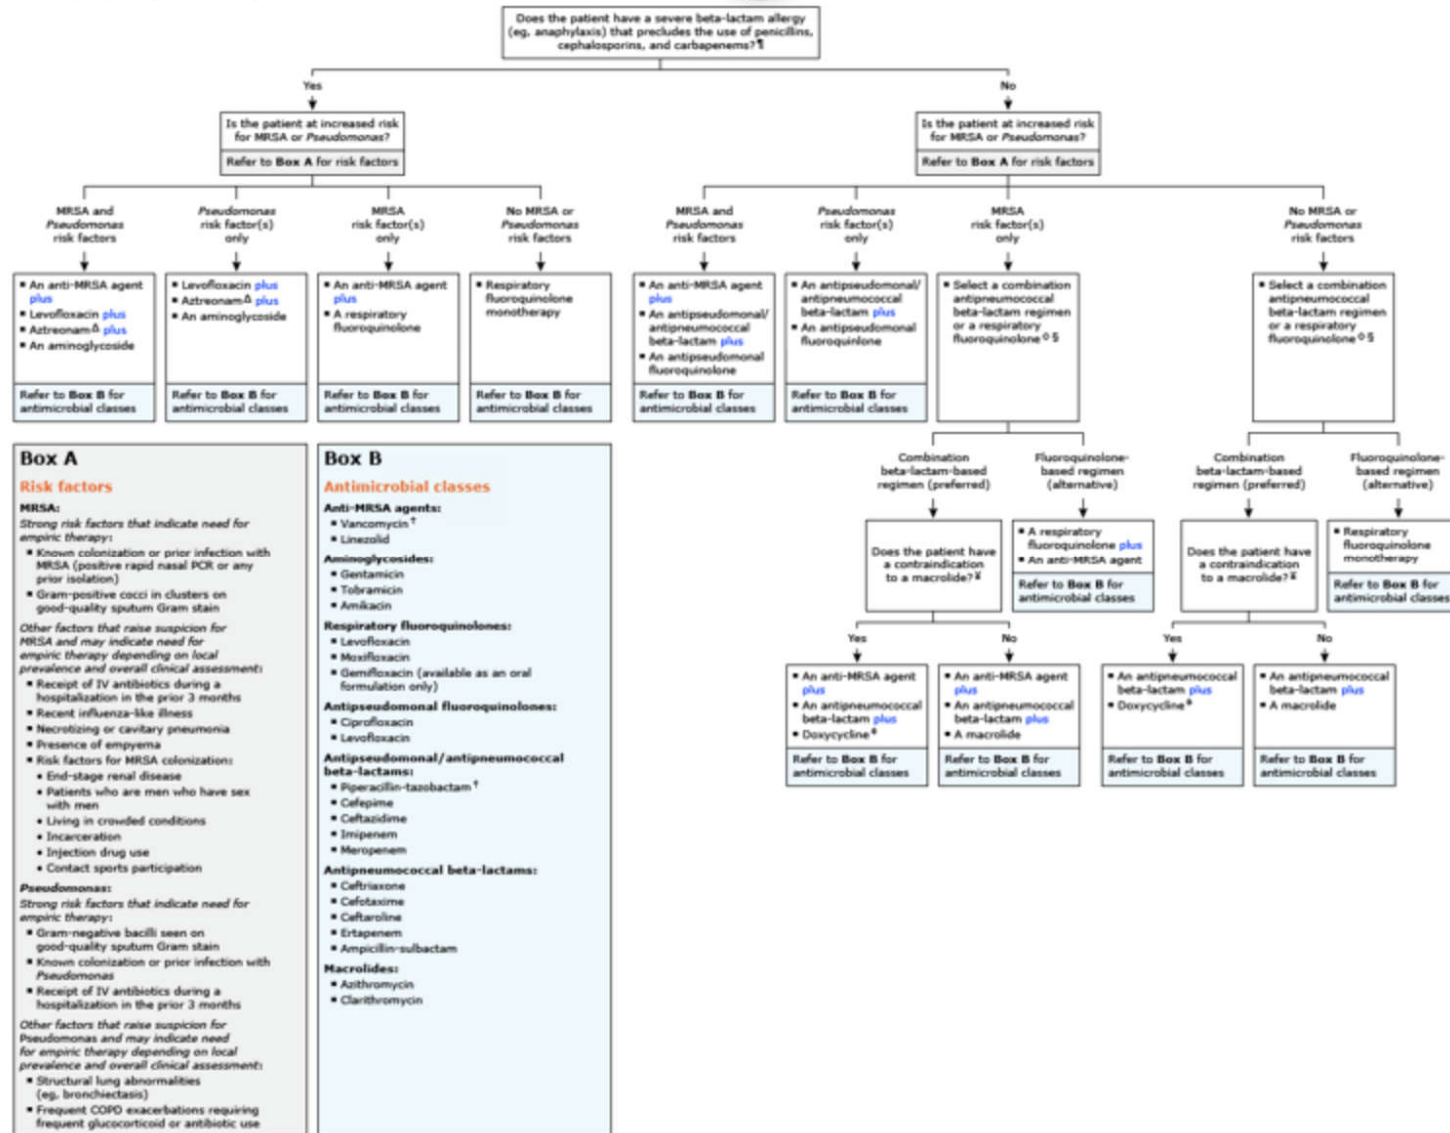 Does the patient have a severe beta-lactam allergy
(eg, anaphylaxis) that precludes the use of penicillins,
cephalosporins, and carbapenems?¶
Yes
No
Is the patient at increased risk
for MRSA or Pseudomonas?
Refer to Box A for risk factors
Is the patient at increased risk
for MRSA or Pseudomonas?
Refer to Box A for risk factors
MRSA and
Pseudomonas
risk factors
Pseudomonas
risk factor(s)
only
MRSA
risk factor(s)
only
No MRSA or
Pseudomonas
risk factors
MRSA and
Pseudomonas
risk factors
Pseudomonas
risk factor(s)
only
MRSA
risk factor(s)
only
No MRSA or
Pseudomonas
risk factors
▪ An anti-MRSA agent
plus
▪ Levofloxacin plus
▪ AztreonamΔ plus
▪ An aminoglycoside
Refer to Box B for
antimicrobial classes
▪ Levofloxacin plus
▪ AztreonamΔ plus
▪ An aminoglycoside
Refer to Box B for
antimicrobial classes
▪ An anti-MRSA agent
plus
▪ A respiratory
fluoroquinolone
Refer to Box B for
antimicrobial classes
▪ Respiratory
fluoroquinolone
monotherapy
Refer to Box B for
antimicrobial classes
▪ An anti-MRSA agent
plus
▪ An antipseudomonal/
antipneumococcal
beta-lactam plus
▪ An antipseudomonal
fluoroquinolone
Refer to Box B for
antimicrobial classes
▪ An antipseudomonal/
antipneumococcal
beta-lactam plus
▪ An antipseudomonal
fluoroquinlone
Refer to Box B for
antimicrobial classes
▪ Select a combination
antipneumococcal
beta-lactam regimen
or a respiratory
fluoroquinolone◊§
▪ Select a combination
antipneumococcal
beta-lactam regimen
or a respiratory
fluoroquinolone◊§
Combination
beta-lactam-based
regimen (preferred)
Fluoroquinolone-
based regimen
(alternative)
Combination
beta-lactam-based
regimen (preferred)
Fluoroquinolone-
based regimen
(alternative)
Does the patient have
a contraindication
to a macrolide?¥
▪ A respiratory
fluoroquinolone plus
▪ An anti-MRSA agent
Refer to Box B for
antimicrobial classes
Does the patient have
a contraindication
to a macrolide?¥
▪ Respiratory
fluoroquinolone
monotherapy
Refer to Box B for
antimicrobial classes
Yes
No
Yes
No
▪ An anti-MRSA agent
plus
▪ An antipneumococcal
beta-lactam plus
▪ Doxycycline
Refer to Box B for
antimicrobial classes
▪ An anti-MRSA agent
plus
▪ An antipneumococcal
beta-lactam plus
▪ A macrolide
Refer to Box B for
antimicrobial classes
▪ An antipneumococcal
beta-lactam plus
▪ Doxycycline
Refer to Box B for
antimicrobial classes
▪ An antipneumococcal
beta-lactam plus
▪ A macrolide
Refer to Box B for
antimicrobial classes
Box A
Risk factors
MRSA:
Strong risk factors that indicate need for
empiric therapy:
▪ Known colonization or prior infection with
MRSA (positive rapid nasal PCR or any
prior isolation)
▪ Gram-positive cocci in clusters on
good-quality sputum Gram stain
Other factors that raise suspicion for
MRSA and may indicate need for
empiric therapy depending on local
prevalence and overall clinical assessment:
▪ Receipt of IV antibiotics during a
hospitalization in the prior 3 months
▪ Recent influenza-like illness
▪ Necrotizing or cavitary pneumonia
▪ Presence of empyema
▪ Risk factors for MRSA colonization:
• End-stage renal disease
• Patients who are men who have sex
with men
• Living in crowded conditions
• Incarceration
• Injection drug use
• Contact sports participation
Pseudomonas:
Strong risk factors that indicate need for
empiric therapy:
▪ Gram-negative bacilli seen on
good-quality sputum Gram stain
▪ Known colonization or prior infection with
Pseudomonas
▪ Receipt of IV antibiotics during a
hospitalization in the prior 3 months
Other factors that raise suspicion for
Pseudomonas and may indicate need
for empiric therapy depending on local
prevalence and overall clinical assessment:
▪ Structural lung abnormalities
(eg, bronchiectasis)
▪ Frequent COPD exacerbations requiring
frequent glucocorticoid or antibiotic use
Box B
Antimicrobial classes
Anti-MRSA agents:
▪ Vancomycin†
▪ Linezolid
Aminoglycosides:
▪ Gentamicin
▪ Tobramicin
▪ Amikacin
Respiratory fluoroquinolones:
▪ Levofloxacin
▪ Moxifloxacin
▪ Gemifloxacin (available as an oral
formulation only)
Antipseudomonal fluoroquinolones:
▪ Ciprofloxacin
▪ Levofloxacin
Antipseudomonal/antipneumococcal
beta-lactams:
▪ Piperacillin-tazobactam†
▪ Cefepime
▪ Ceftazidime
▪ Imipenem
▪ Meropenem
Antipneumococcal beta-lactams:
▪ Ceftriaxone
▪ Cefotaxime
▪ Ceftaroline
▪ Ertapenem
▪ Ampicillin-sulbactam
Macrolides:
▪ Azithromycin
▪ Clarithromycin